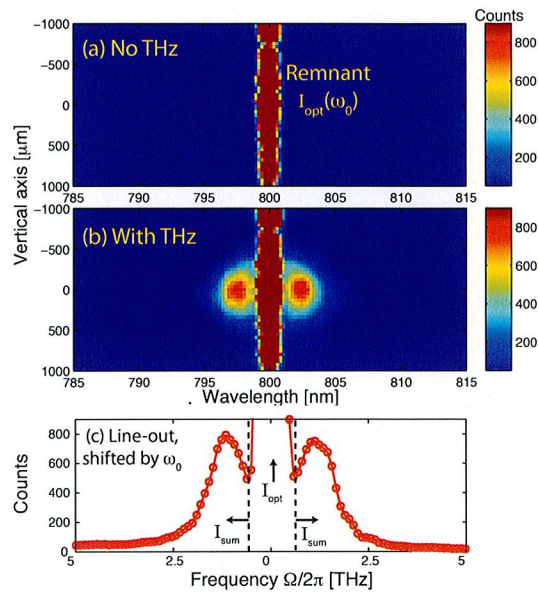 Counts
-1000
-500
0
500
1000
(a) No THz
Remnant
I_opt(ω_0)
800
600
400
200
785 790 795 800 805 810 815
Vertical axis [μm]
-1000
-500
0
500
1000
(b) With THz
800
600
400
200
785 790 795 800 805 810 815
Wavelength [nm]
(c) Line-out,
shifted by ω_0
800
600
400
200
0
Counts
I_opt
I_sum
I_sum
5 2.5 0 2.5 5
Frequency Ω/2π [THz]